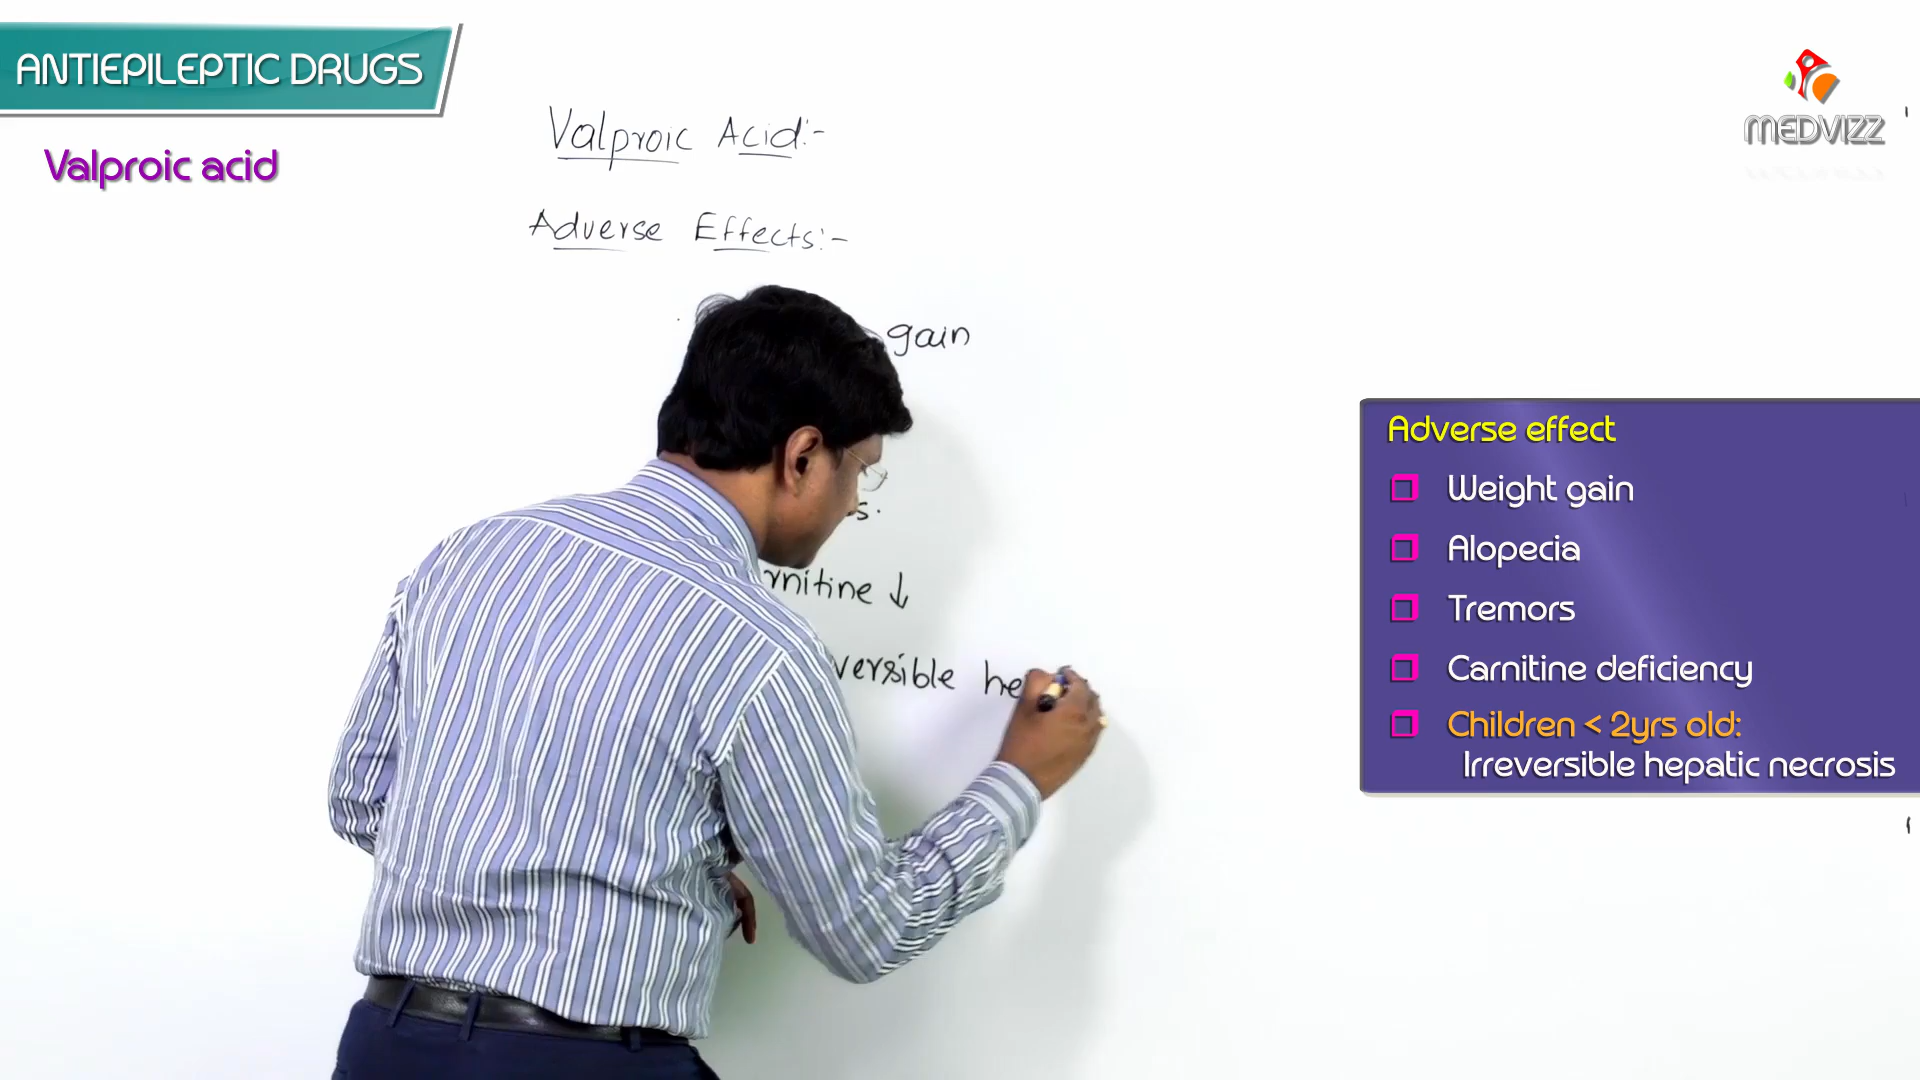 ANTIEPILEPTIC DRUGS
Valproic acid
MEDVIZZ
Valproic Acid:-
Adverse Effects:-
gain
rnitine ↓
versible he
Adverse effect
Weight gain
Alopecia
Tremors
Carnitine deficiency
Children < 2yrs old:
Irreversible hepatic necrosis